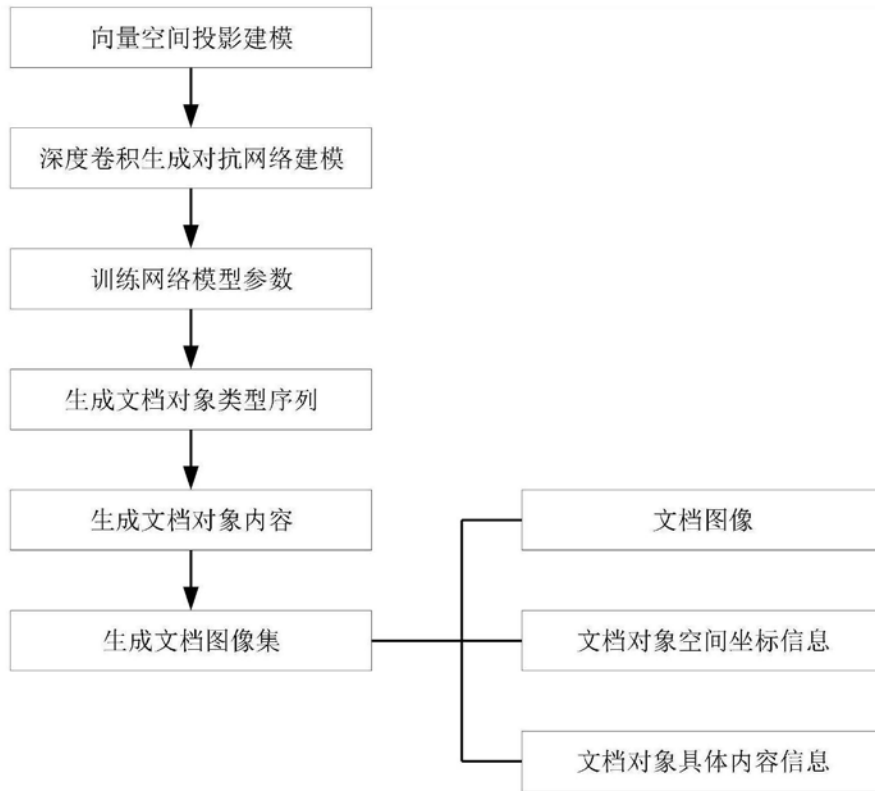 向量空间投影建模
深度卷积生成对抗网络建模
训练网络模型参数
生成文档对象类型序列
生成文档对象内容
生成文档图像集
文档图像
文档对象空间坐标信息
文档对象具体内容信息